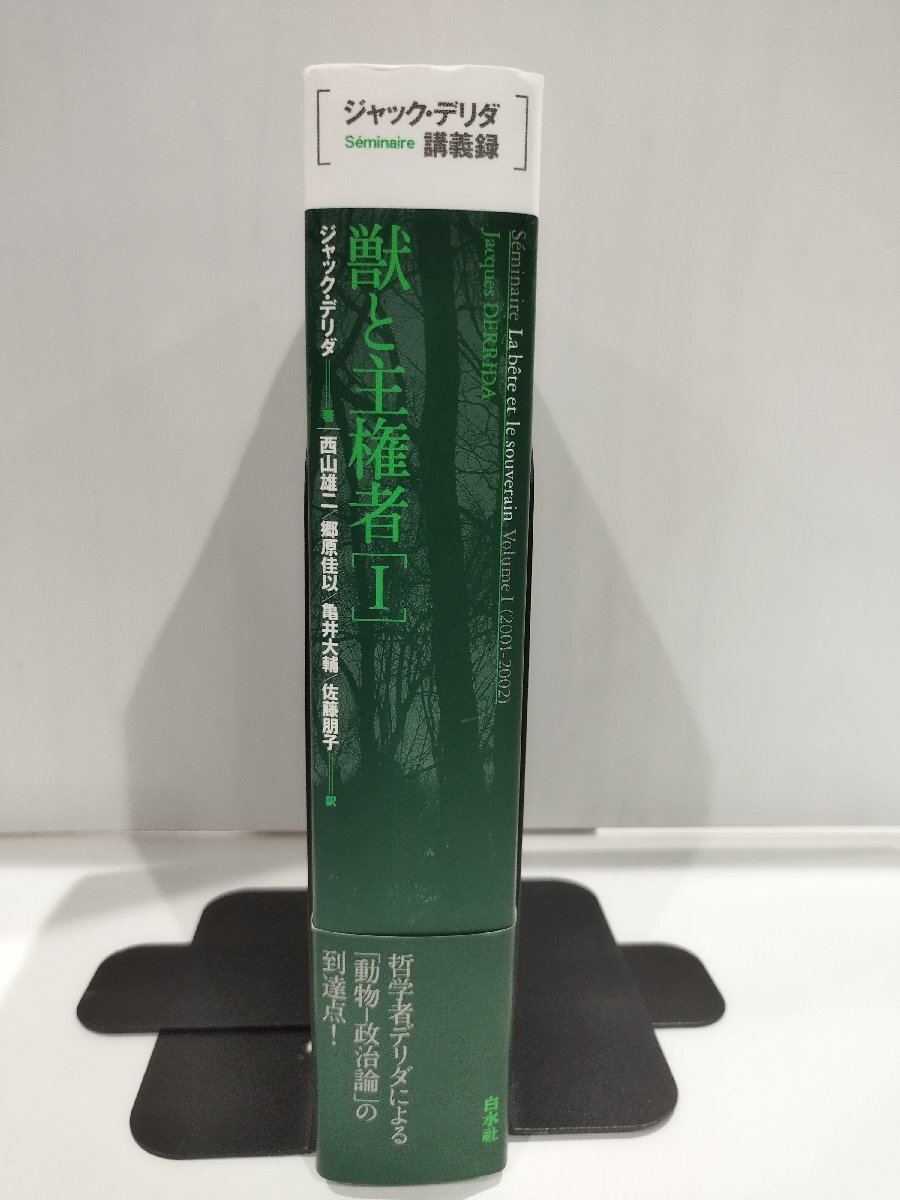 ジャック・デリダ
Séminaire 講義録
Séminaire La bête et le souverain Volume I (2001-2002)
Jacques DERRIDA
獣と主権者[I]
ジャック・デリダ――著｜西山雄二／郷原佳以／亀井大輔／佐藤朋子――訳
哲学者デリダによる
「動物-政治論」の
到達点！
白水社